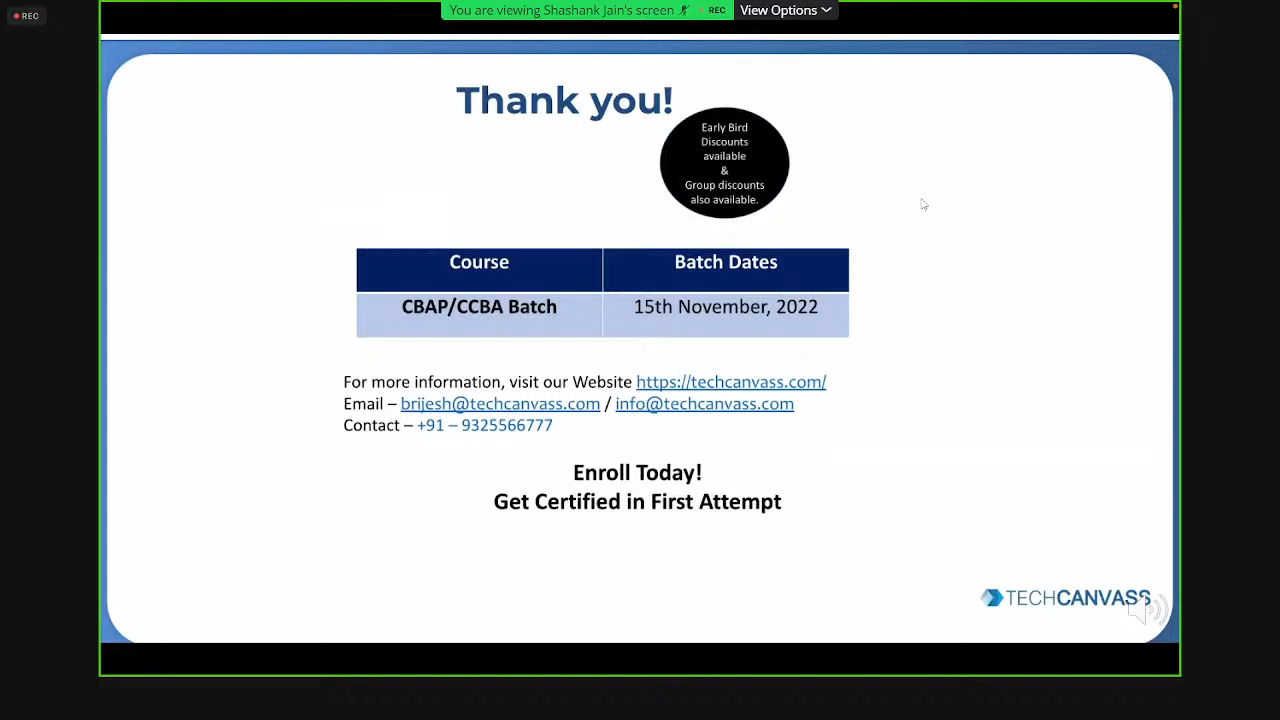 REC
You are viewing Shashank Jain's screen REC View Options
Thank you!
Early Bird
Discounts
available
&
Group discounts
also available.
Course Batch Dates
CBAP/CCBA Batch 15th November, 2022
For more information, visit our Website https://techcanvass.com/
Email – brijesh@techcanvass.com / info@techcanvass.com
Contact – +91 – 9325566777
Enroll Today!
Get Certified in First Attempt
TECHCANVASS